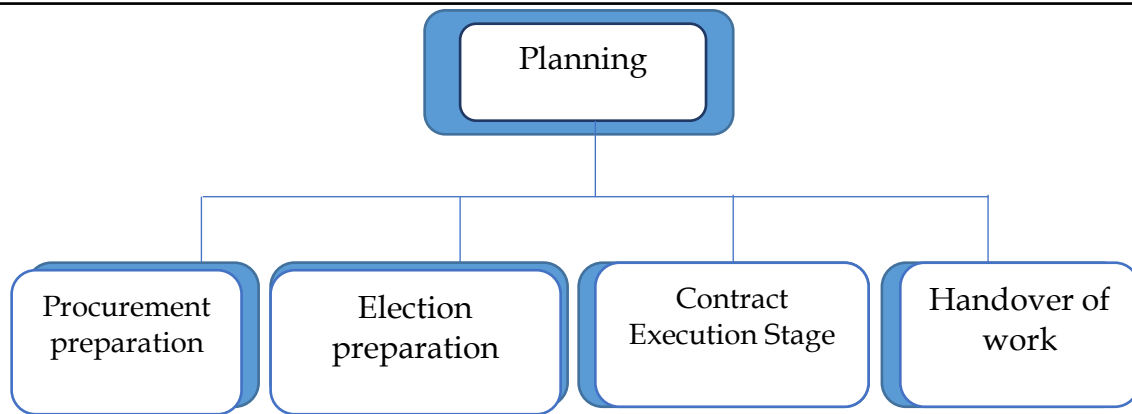 Planning
Procurement
preparation
Election
preparation
Contract
Execution Stage
Handover of
work